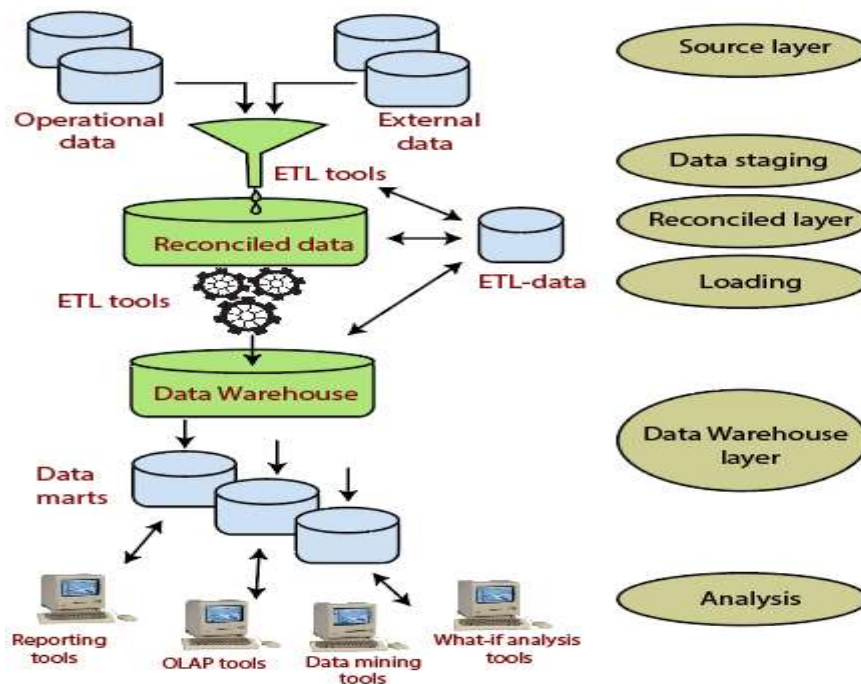 Source layer
Operational
data
External
data
ETL tools
Data staging
Reconciled data
Reconciled layer
ETL-data
ETL tools
Loading
Data Warehouse
Data Warehouse
layer
Data
marts
Analysis
Reporting
tools
OLAP tools
Data mining
tools
What-if analysis
tools